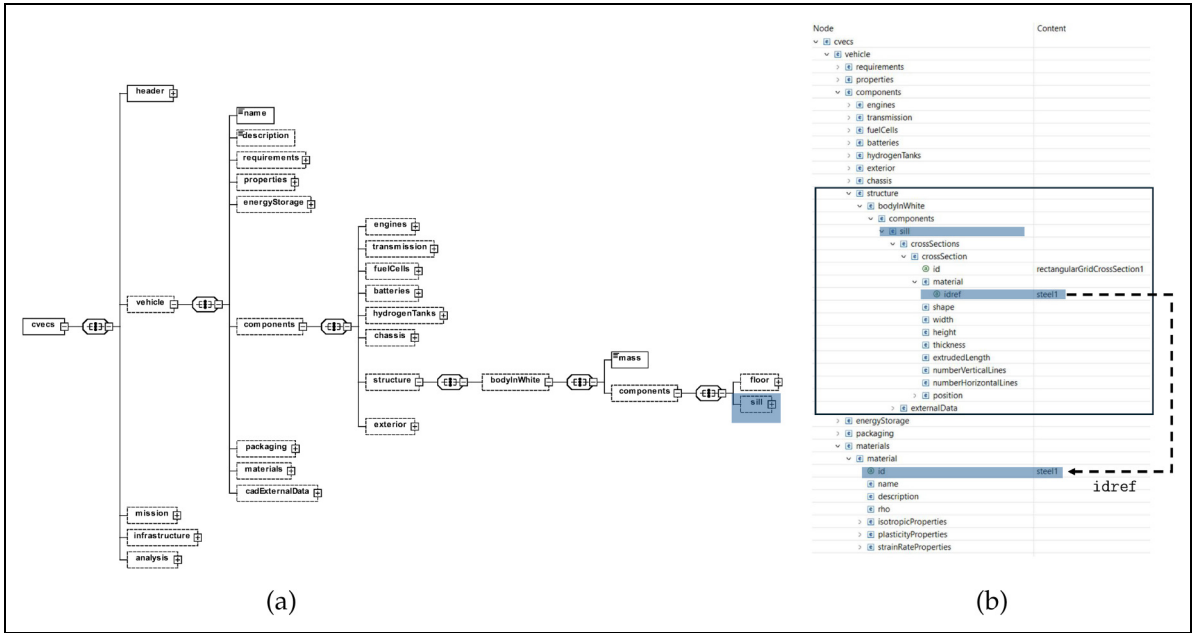 header
name
description
requirements
properties
energyStorage
engines
transmission
fuelCells
batteries
hydrogenTanks
cvecs
vehicle
components
chassis
structure
bodyInWhite
mass
components
floor
sill
exterior
packaging
materials
cadExternalData
mission
infrastructure
analysis
(a)
Node Content
cvecs
vehicle
requirements
properties
components
engines
transmission
fuelCells
batteries
hydrogenTanks
exterior
chassis
structure
bodyInWhite
components
sill
crossSections
crossSection
id rectangularGridCrossSection1
material
idref steel1
shape
width
height
thickness
extrudedLength
numberVerticalLines
numberHorizontalLines
position
externalData
energyStorage
packaging
materials
material
id steel1
idref
name
description
rho
isotropicProperties
plasticityProperties
strainRateProperties
(b)